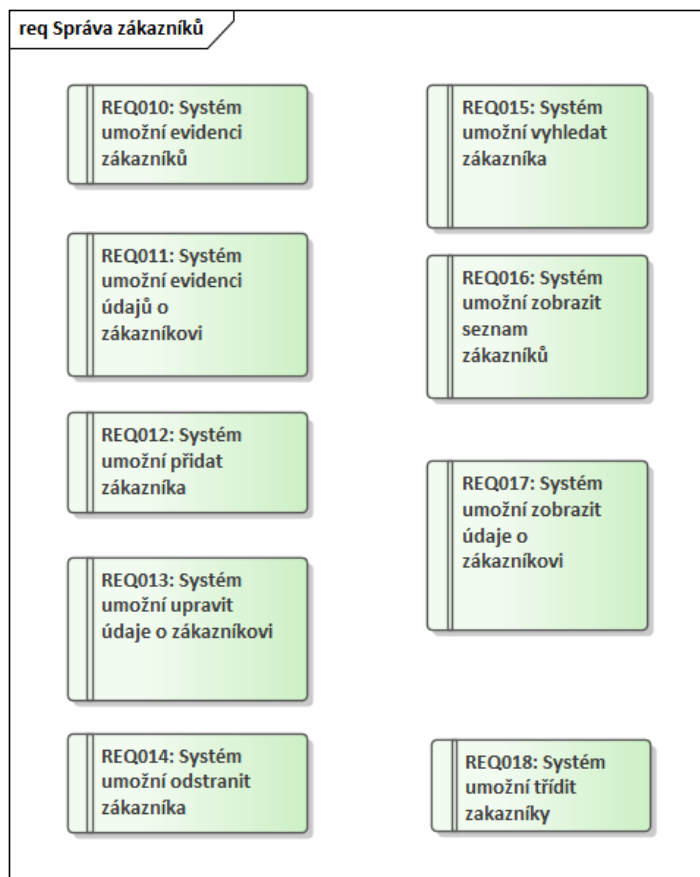 req Správa zákazníků
REQ010: Systém
umožní evidenci
zákazníků
REQ011: Systém
umožní evidenci
údajů o
zákazníkovi
REQ012: Systém
umožní přidat
zákazníka
REQ013: Systém
umožní upravit
údaje o zákazníkovi
REQ014: Systém
umožní odstranit
zákazníka
REQ015: Systém
umožní vyhledat
zákazníka
REQ016: Systém
umožní zobrazit
seznam
zákazníků
REQ017: Systém
umožní zobrazit
údaje o
zákazníkovi
REQ018: Systém
umožní třídit
zakazníky